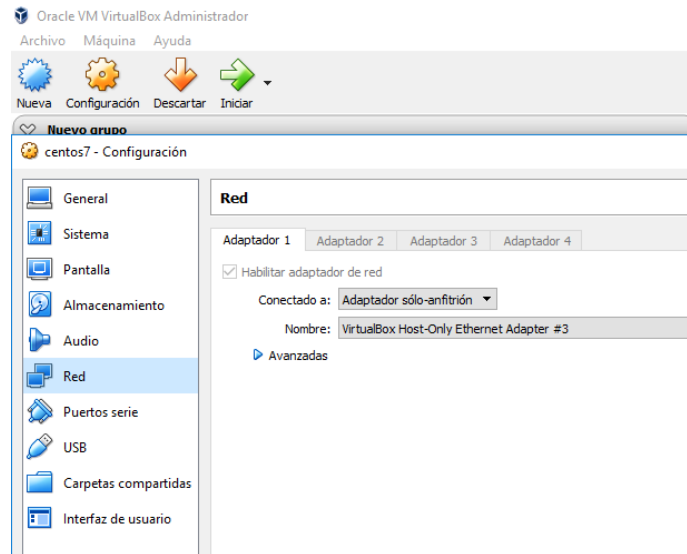 Oracle VM VirtualBox Administrador
Archivo Máquina Ayuda
Nueva Configuración Descartar Iniciar
Nuevo grupo
centos7 - Configuración
General
Sistema
Pantalla
Almacenamiento
Audio
Red
Puertos serie
USB
Carpetas compartidas
Interfaz de usuario
Red
Adaptador 1 Adaptador 2 Adaptador 3 Adaptador 4
Habilitar adaptador de red
Conectado a: Adaptador sólo-anfitrión
Nombre: VirtualBox Host-Only Ethernet Adapter #3
Avanzadas